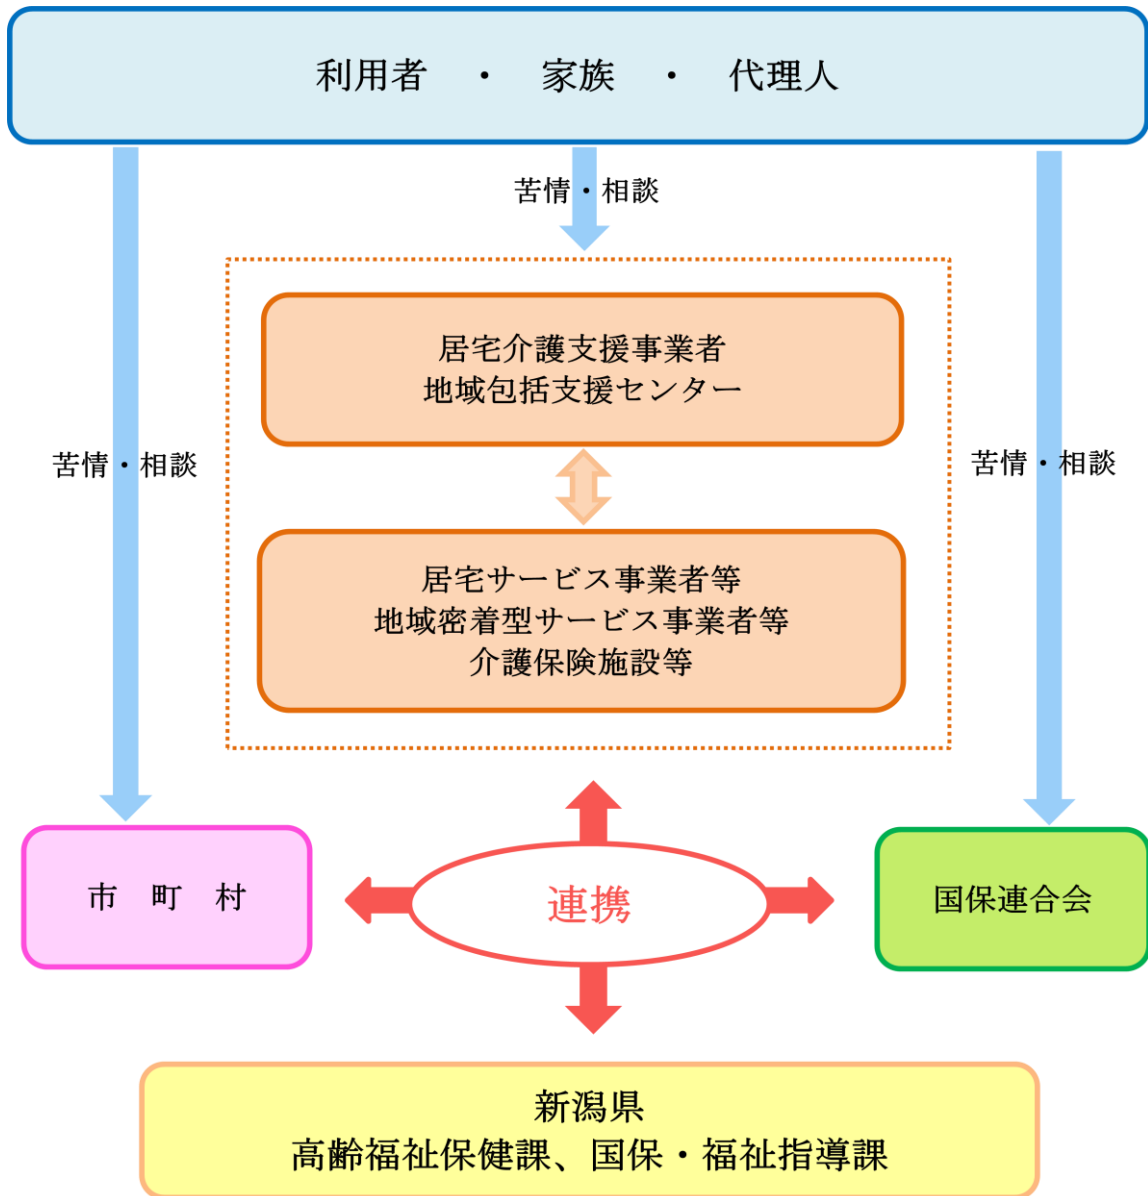 利用者 ・ 家族 ・ 代理人
苦情・相談
居宅介護支援事業者
地域包括支援センター
苦情・相談
苦情・相談
居宅サービス事業者等
地域密着型サービス事業者等
介護保険施設等
市 町 村
連携
国保連合会
新潟県
高齢福祉保健課、国保・福祉指導課